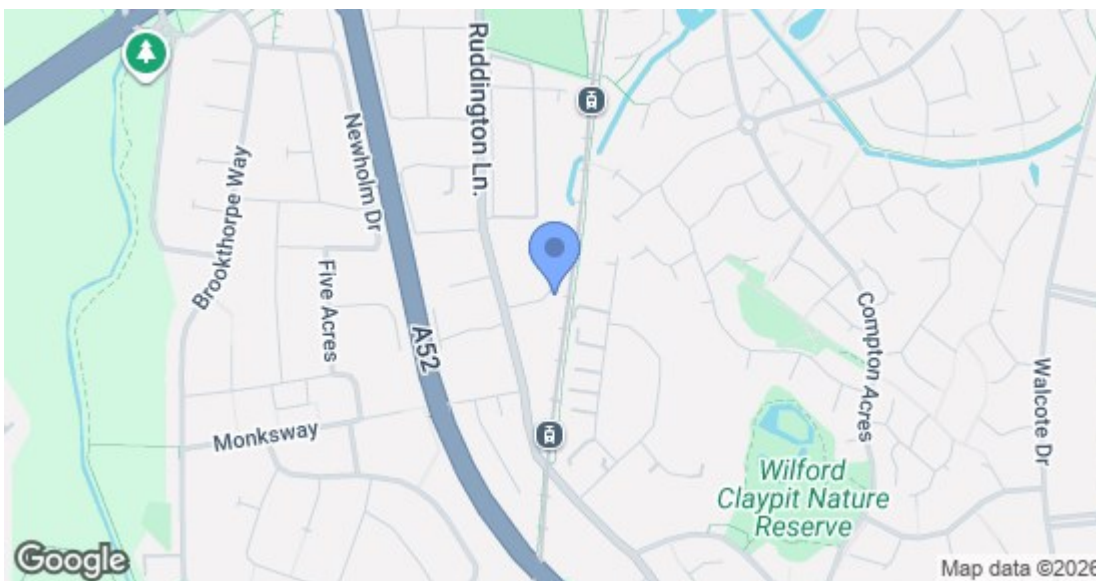 Ruddington Ln.
Newholm Dr
Brookthorpe Way
Five Acres
A52
Compton Acres
Walcote Dr
Monksway
Wilford
Claypit Nature
Reserve
Google
Map data ©2026